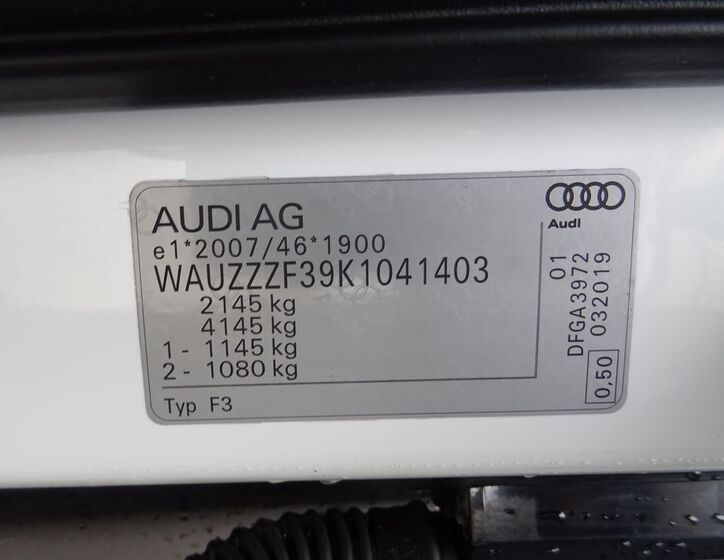 AUDI AG
e1*2007/46*1900
WAUZZZF39K1041403
2145 kg
4145 kg
1 - 1145 kg
2 - 1080 kg
Typ F3
Audi
01
DFGA3972
032019
0,50